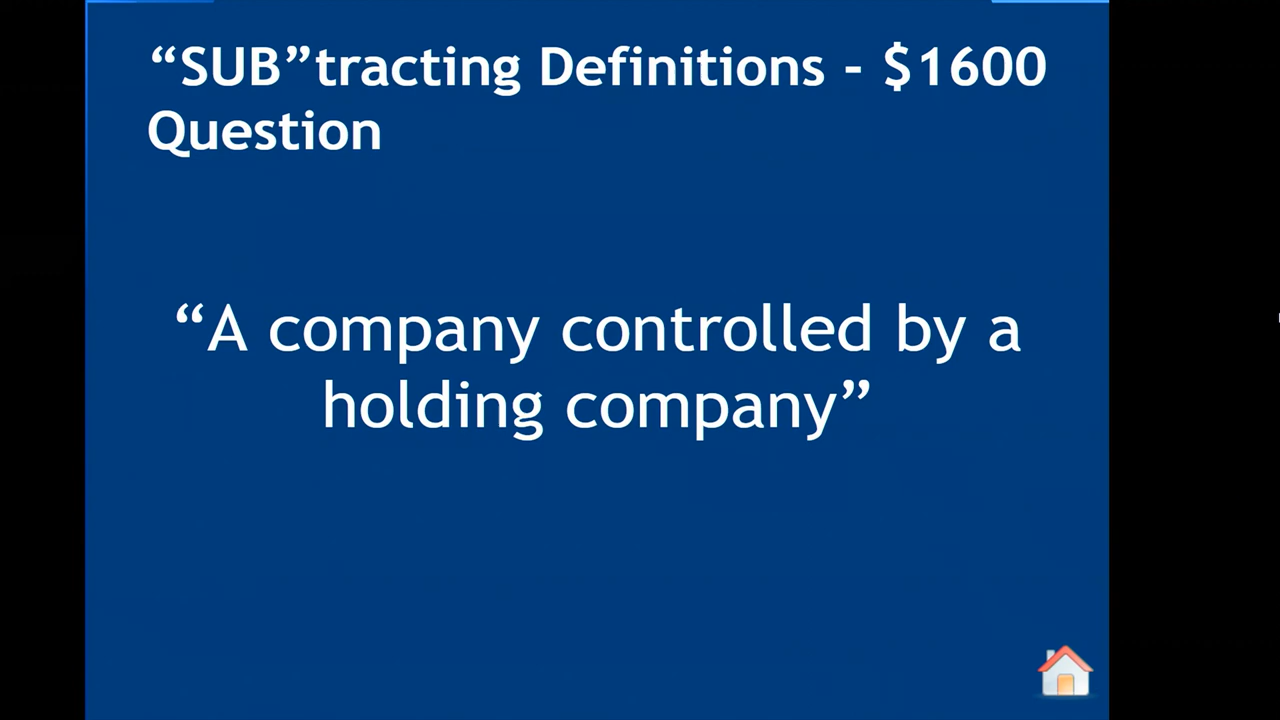 “SUB”tracting Definitions - $1600
Question
“A company controlled by a
holding company”